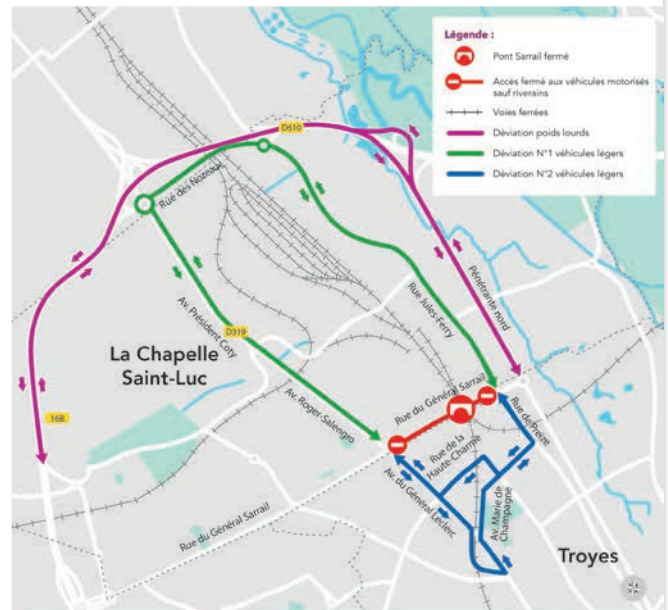 Légende :
Pont Sarrail fermé
Accès fermé aux véhicules motorisés
sauf riverains
Voies ferrées
Déviation poids lourds
Déviation N°1 véhicules légers
Déviation N°2 véhicules légers
D610
Rue des Nozeaux
Rue Jules-Ferry
Pénétrante nord
Av. Président Coty
D319
La Chapelle
Saint-Luc
Av. Roger-Salengro
Rue du Général Sarrail
Rue de Preize
16B
Rue de la
Haute-Charme
Av. du Général Leclerc
Av. Marie de
Champagne
Rue du Général Sarrail
Troyes